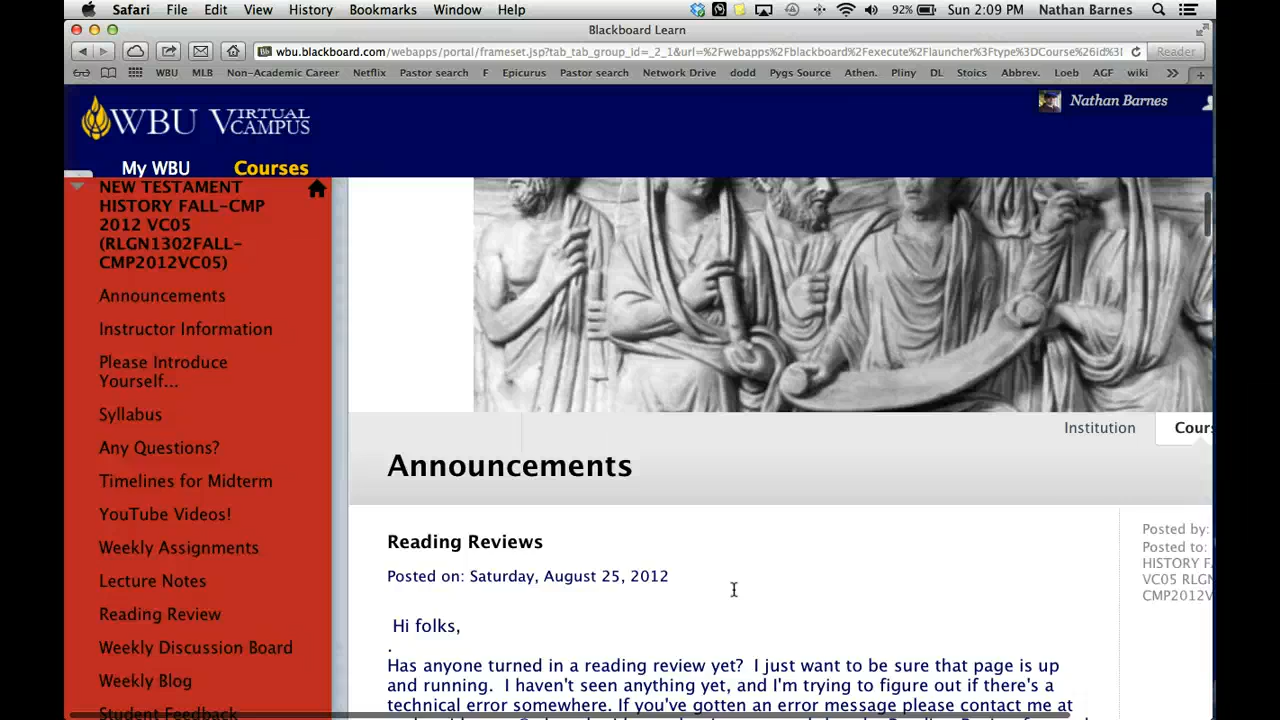 Safari File Edit View History Bookmarks Window Help 92% Sun 2:09 PM Nathan Barnes
Blackboard Learn
wbu.blackboard.com/webapps/portal/frameset.jsp?tab_tab_group_id=_2_1&url=%2Fwebapps%2Fblackboard%2Fexecute%2Flauncher%3Ftype%3DCourse%26id%3
Reader
WBU MLB Non-Academic Career Netflix Pastor search F Epicurus Pastor search Network Drive dodd Pygs Source Athen. Pliny DL Stoics Abbrev. Loeb AGF wiki
WBU VIRTUAL CAMPUS
Nathan Barnes
My WBU Courses
NEW TESTAMENT
HISTORY FALL-CMP
2012 VC05
(RLGN1302FALL-
CMP2012VC05)
Announcements
Instructor Information
Please Introduce
Yourself...
Syllabus
Any Questions?
Timelines for Midterm
YouTube Videos!
Weekly Assignments
Lecture Notes
Reading Review
Weekly Discussion Board
Weekly Blog
Student Feedback
Institution Cours
Announcements
Reading Reviews
Posted on: Saturday, August 25, 2012
Hi folks,
.
Has anyone turned in a reading review yet? I just want to be sure that page is up
and running. I haven't seen anything yet, and I'm trying to figure out if there's a
technical error somewhere. If you've gotten an error message please contact me at
Posted by:
Posted to:
HISTORY F
VC05 RLGN
CMP2012V